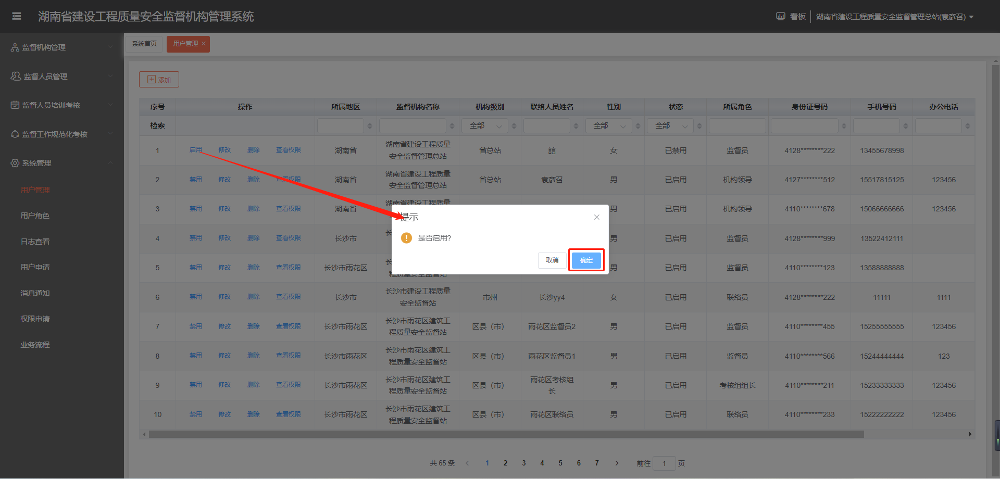 湖南省建设工程质量安全监督机构管理系统
看板
湖南省建设工程质量安全监督管理总站(袁彦召)
监督机构管理
监督人员管理
监督人员培训考核
监督工作规范化考核
系统管理
用户管理
用户角色
日志查看
用户申请
消息通知
权限申请
业务流程
系统首页 用户管理
添加
序号 操作 所属地区 监督机构名称 机构级别 联络人员姓名 性别 状态 所属角色 身份证号码 手机号码 办公电话
检索 全部 全部 全部
1 启用 修改 删除 查看权限 湖南省 湖南省建设工程质量
安全监督管理总站 省总站 女 已禁用 监督员 4128********222 13455678998
2 禁用 修改 删除 查看权限 湖南省 湖南省建设工程质量
安全监督管理总站 省总站 袁彦召 男 已启用 机构领导 4127********512 15517815125 123456
3 禁用 修改 删除 查看权限 湖南省 湖南省建设工程质量
男 已启用 机构领导 4110********678 15066666666 123456
4 禁用 修改 删除 查看权限 长沙市 长
男 已启用 监督员 4128********999 13522412111
5 禁用 修改 删除 查看权限 长沙市雨花区 长
程质量安全监督站 男 已启用 监督员 4110********123 13588888888
6 禁用 修改 删除 查看权限 长沙市 长沙市建设工程质量
安全监督站 市州 长沙yy4 女 已启用 联络员 4128********222 11111 1111
7 禁用 修改 删除 查看权限 长沙市雨花区 长沙市雨花区建筑工
程质量安全监督站 区县（市） 雨花区监督员2 男 已启用 监督员 4110********455 15255555555 123456
8 禁用 修改 删除 查看权限 长沙市雨花区 长沙市雨花区建筑工
程质量安全监督站 区县（市） 雨花区监督员1 男 已启用 监督员 4110********566 15244444444 123
9 禁用 修改 删除 查看权限 长沙市雨花区 长沙市雨花区建筑工
程质量安全监督站 区县（市） 雨花区考核组
长 男 已启用 考核组组长 4110********211 15233333333 123456
10 禁用 修改 删除 查看权限 长沙市雨花区 长沙市雨花区建筑工
程质量安全监督站 区县（市） 雨花区联络员 男 已启用 联络员 4110********233 15222222222 123456
提示
是否启用?
取消 确定
共 65 条 1 2 3 4 5 6 7 前往 1 页